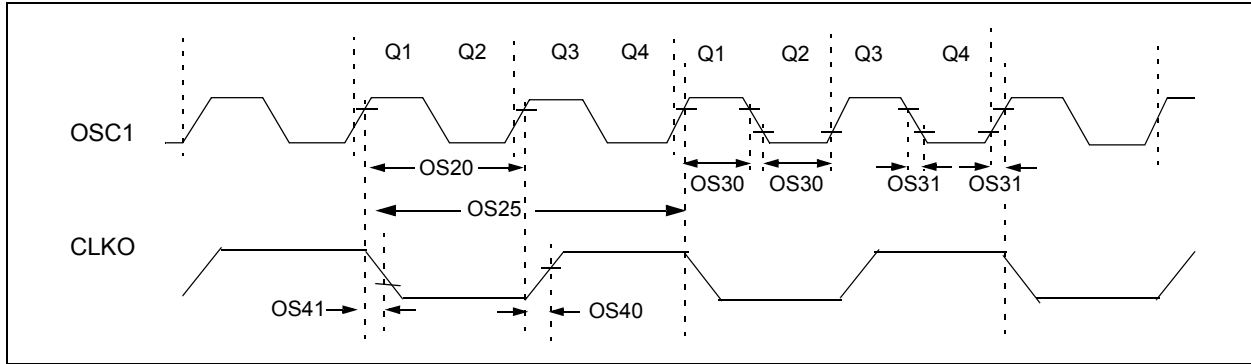 Q1 Q2 Q3 Q4 Q1 Q2 Q3 Q4
OSC1
OS20 OS30 OS30 OS31 OS31
OS25
CLKO
OS41 OS40